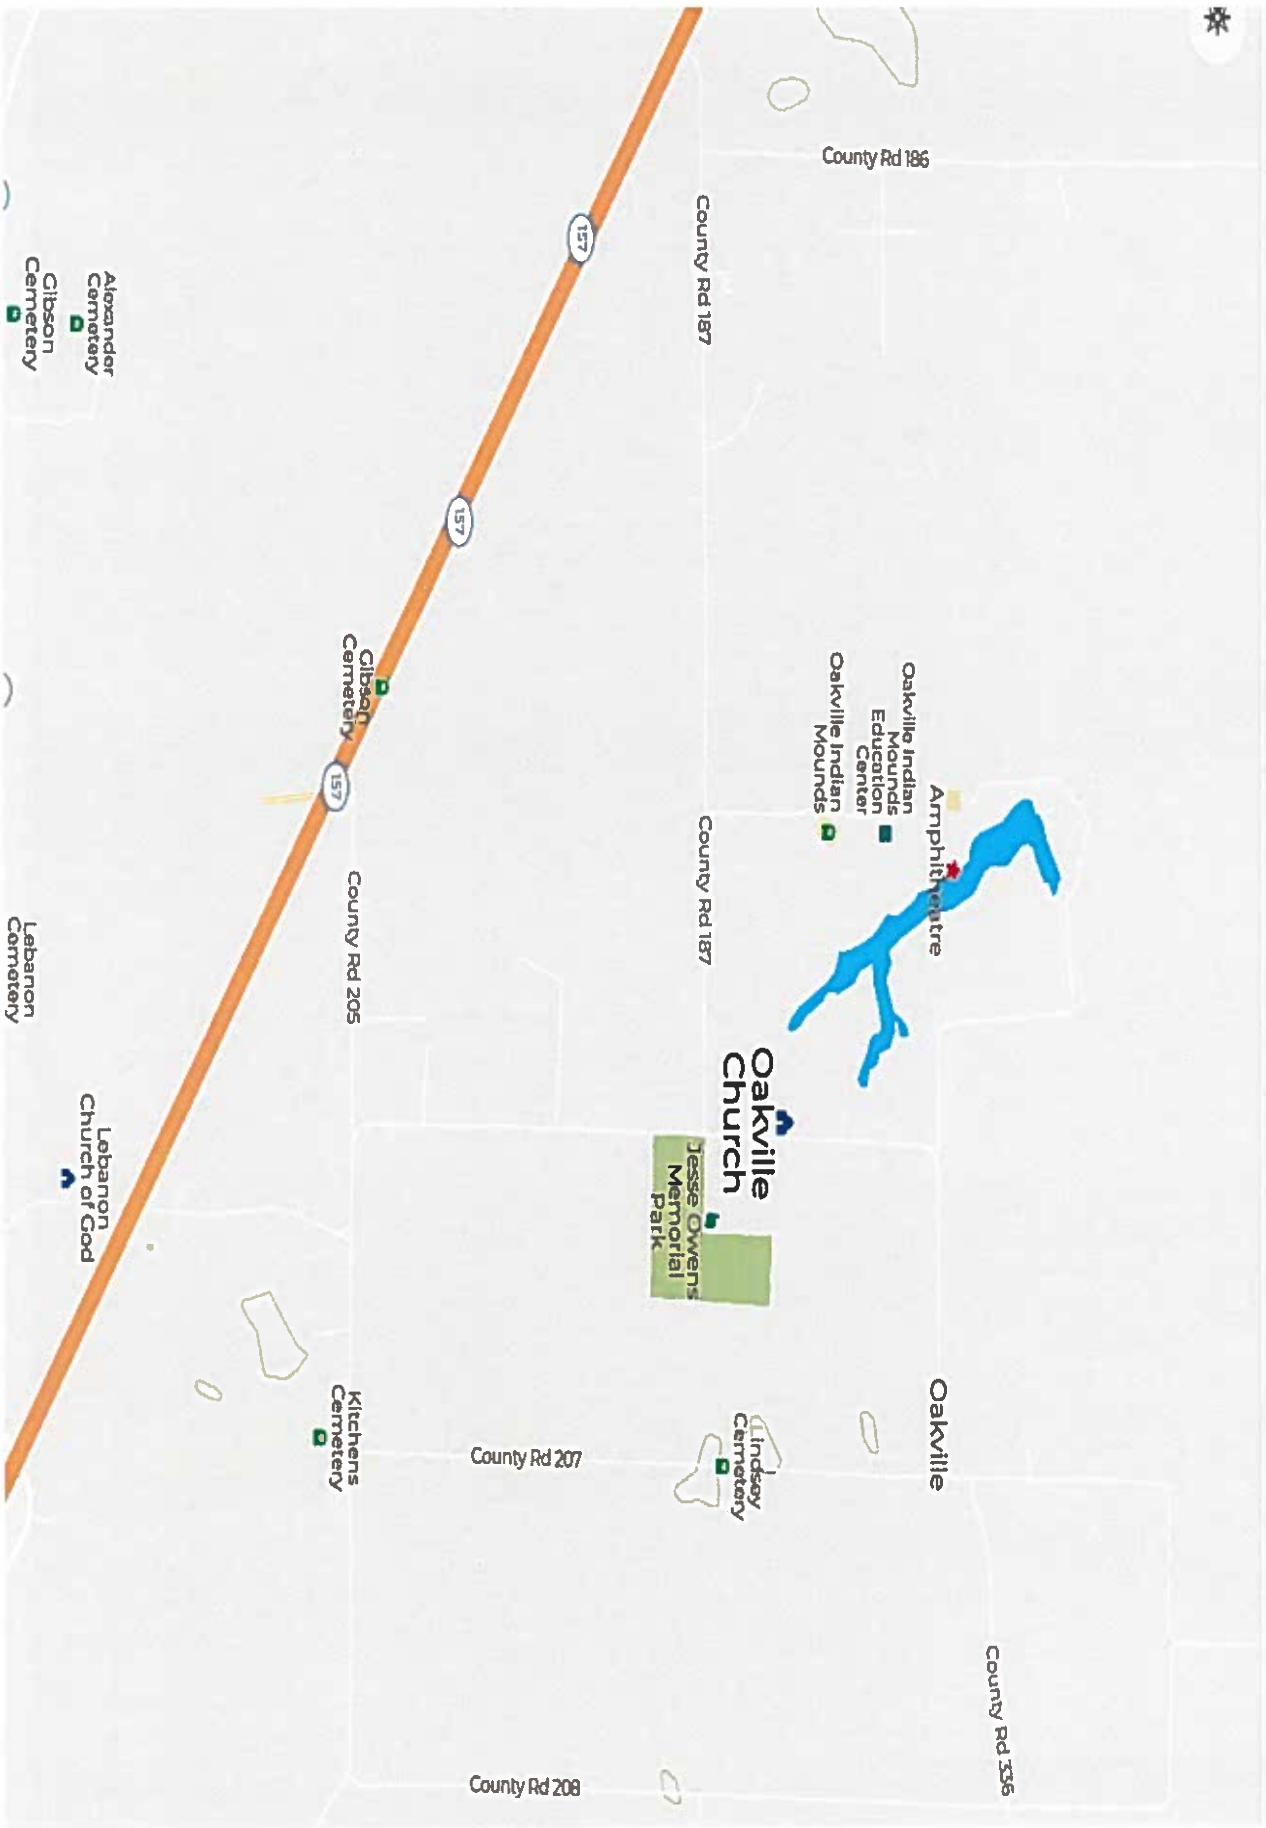 County Rd 186
County Rd 187
157
Alexander
Cemetery
Gibson
Cemetery
157
Gibson
Cemetery
157
Oakville Indian
Mounds
Education
Center
Oakville Indian
Mounds
Amphitheatre
County Rd 187
County Rd 205
Lebanon
Cemetery
Oakville
Church
Lebanon
Church of God
Jesse Owens
Memorial
Park
Oakville
Kitchens
Cemetery
County Rd 207
Lindsey
Cemetery
County Rd 336
County Rd 208